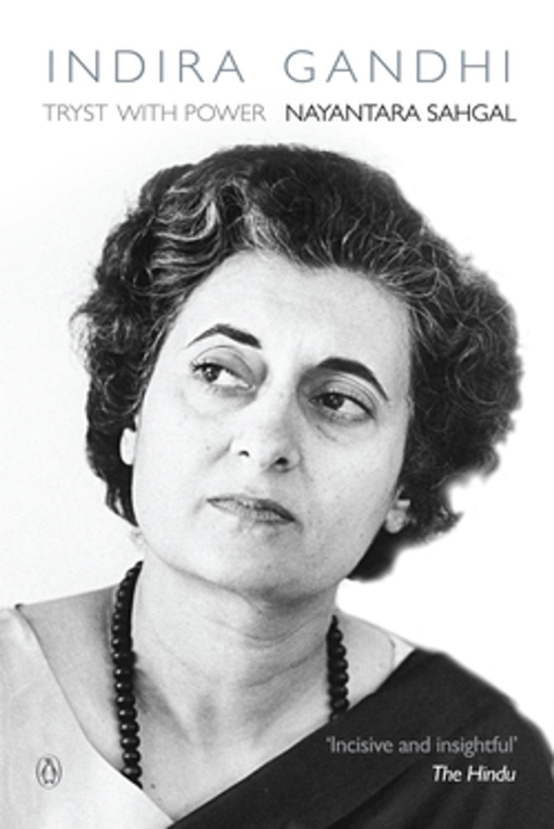 INDIRA GANDHI
TRYST WITH POWER NAYANTARA SAHGAL
‘Incisive and insightful’
The Hindu